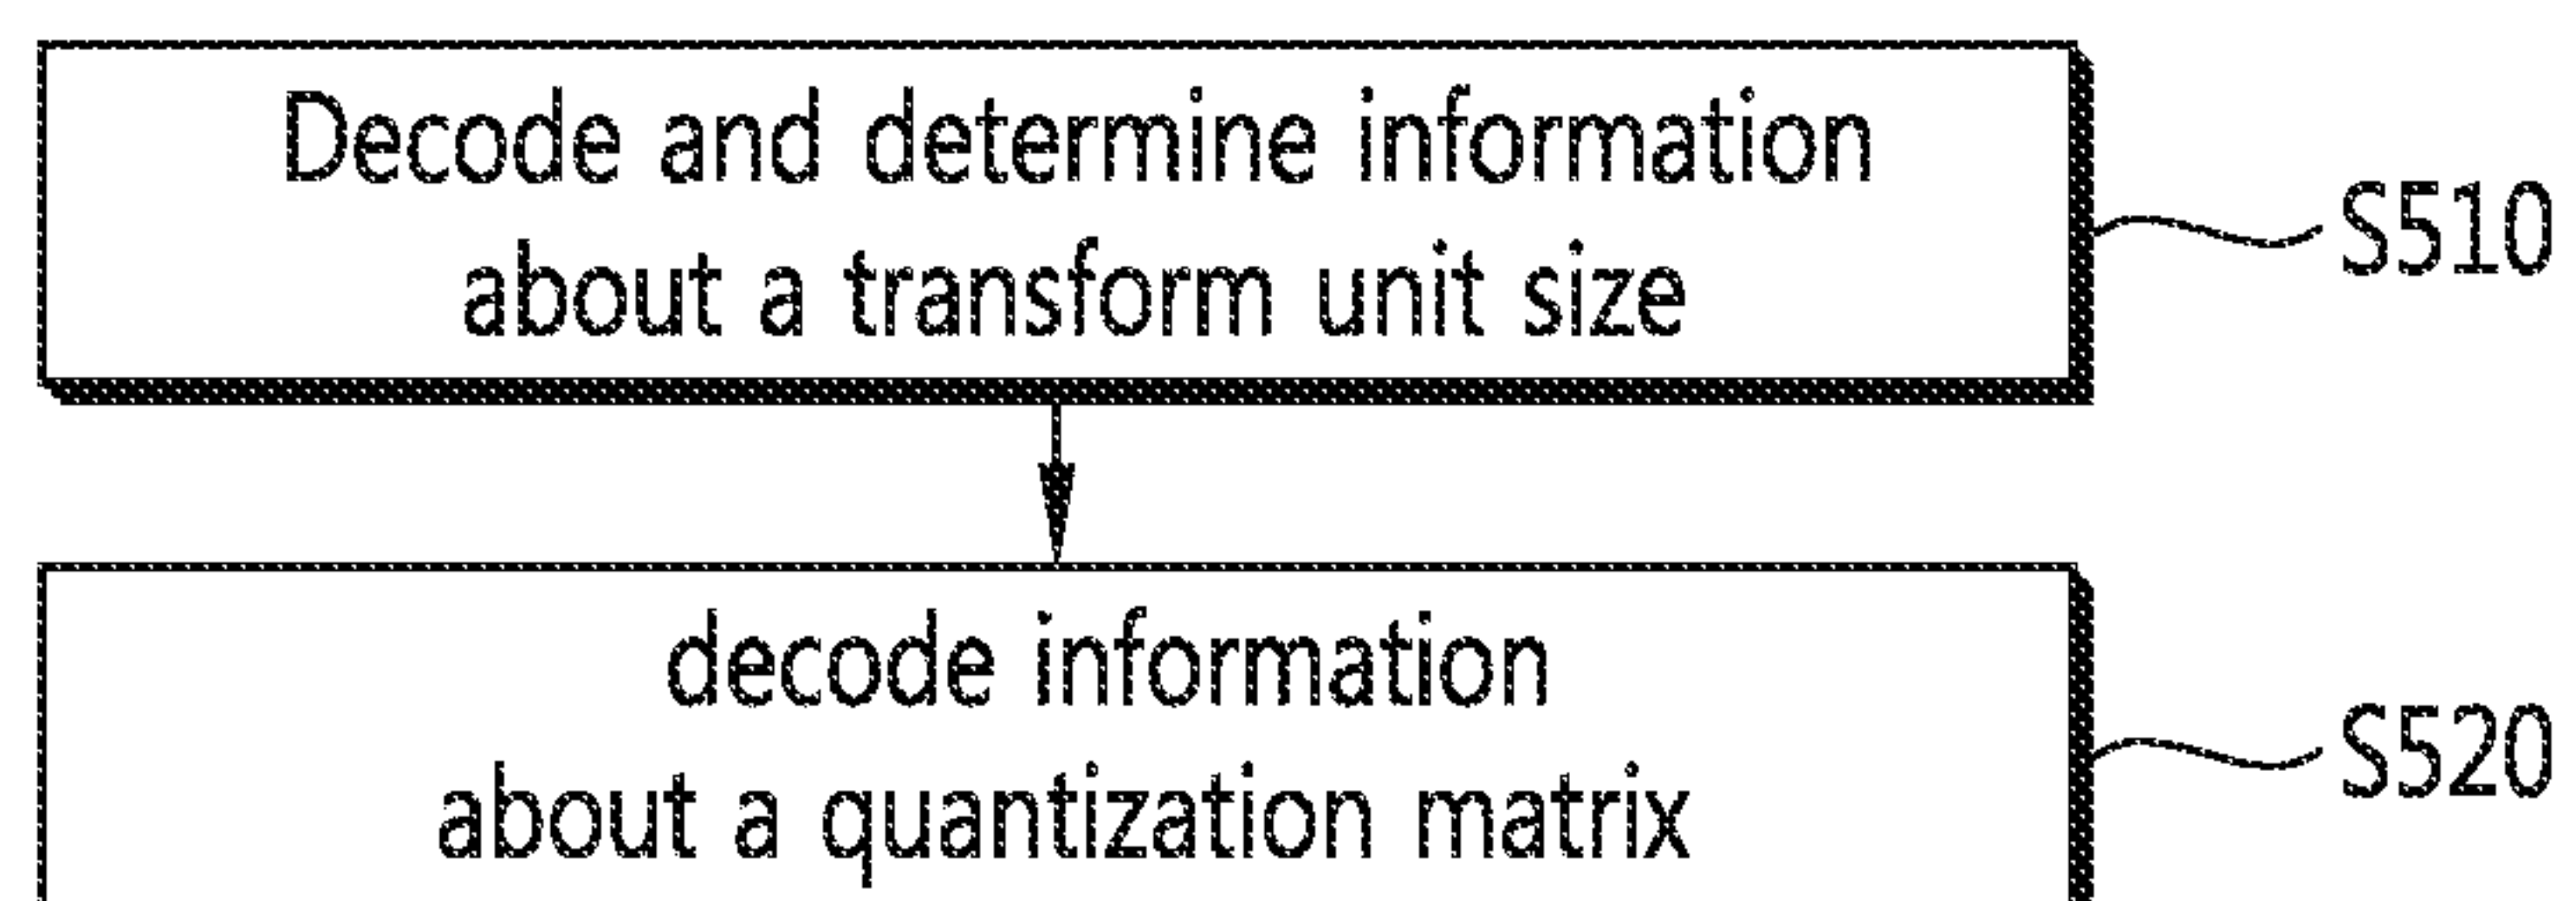 Decode and determine information
about a transform unit size
S510
decode information
about a quantization matrix
S520